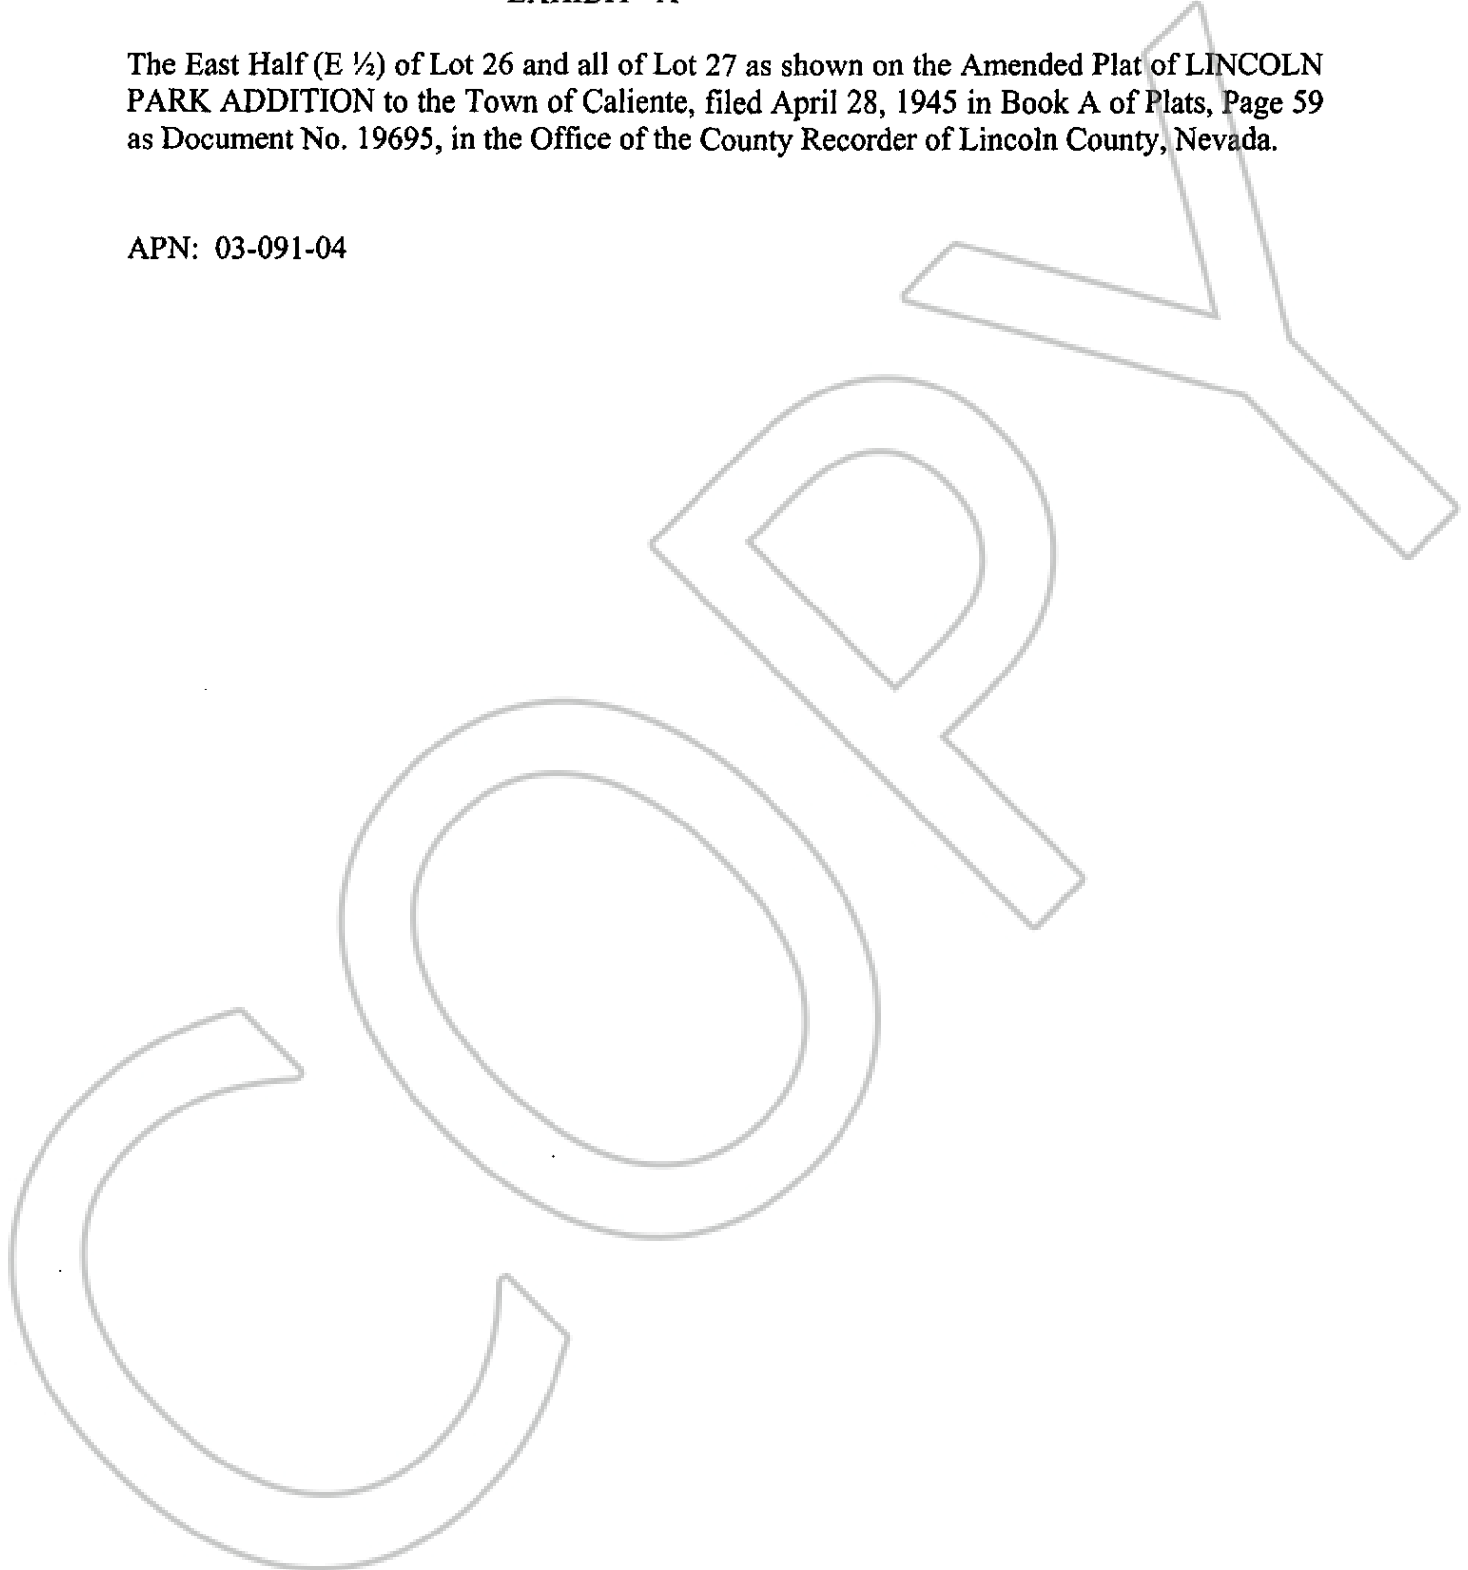 The East Half (E ½) of Lot 26 and all of Lot 27 as shown on the Amended Plat of LINCOLN
PARK ADDITION to the Town of Caliente, filed April 28, 1945 in Book A of Plats, Page 59
as Document No. 19695, in the Office of the County Recorder of Lincoln County, Nevada.
APN: 03-091-04
COPY